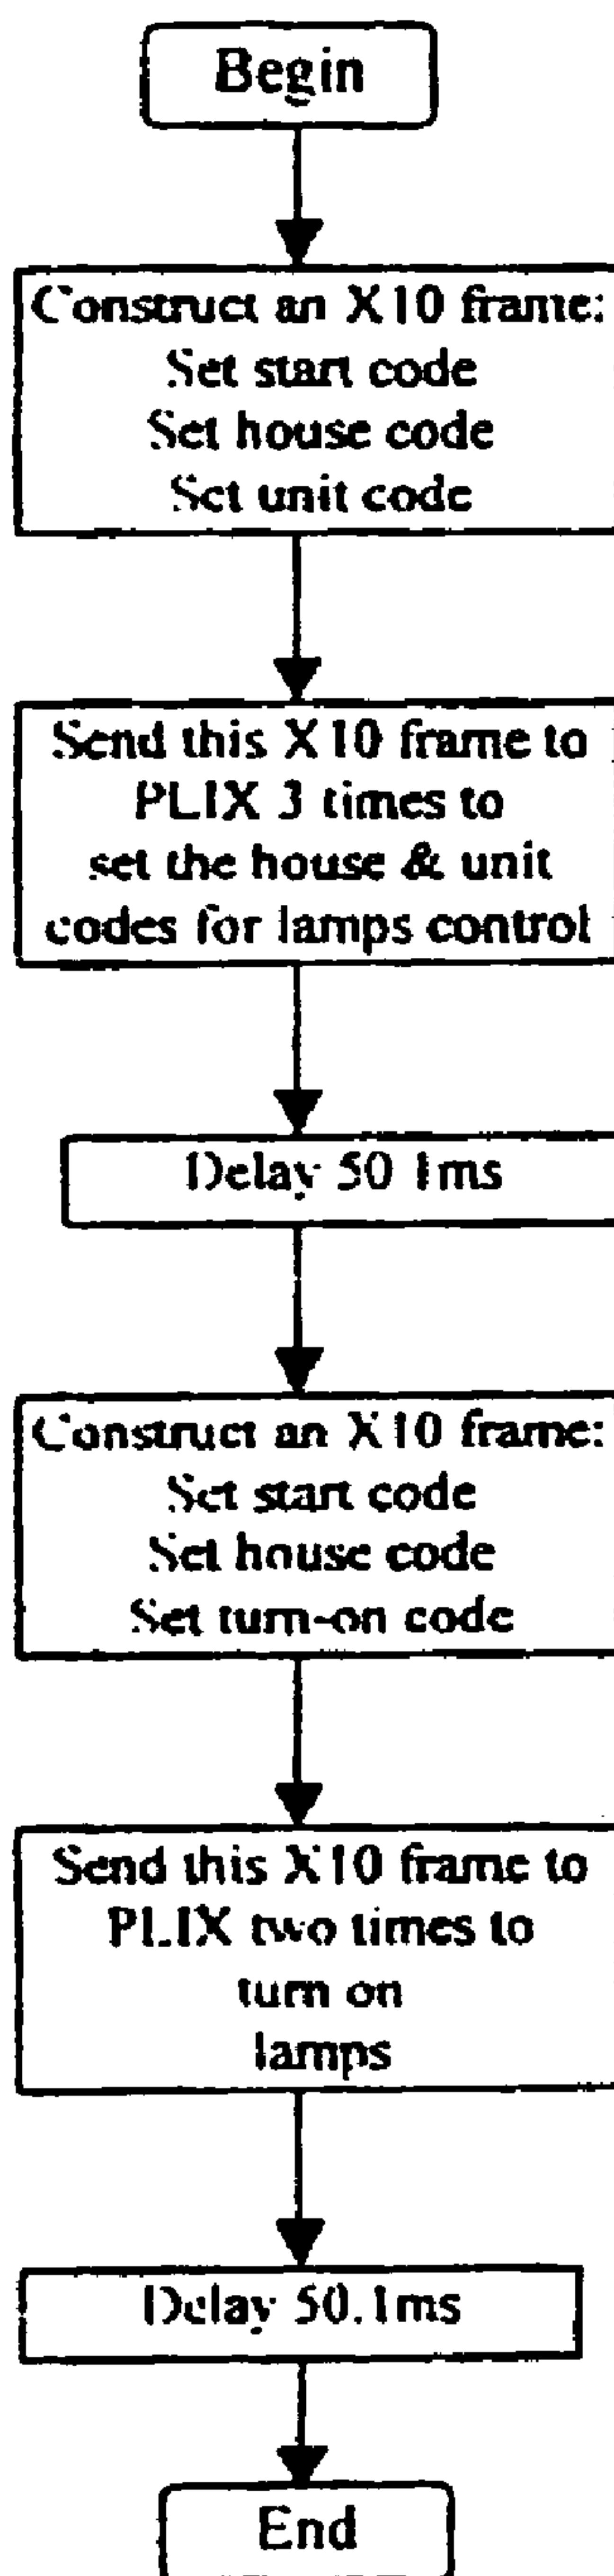 Begin
Construct an X10 frame:
Set start code
Set house code
Set unit code
Send this X10 frame to
PLIX 3 times to
set the house & unit
codes for lamps control
Delay 50 1ms
Construct an X10 frame:
Set start code
Set house code
Set turn-on code
Send this X10 frame to
PLIX two times to
turn on
lamps
Delay 50.1ms
End